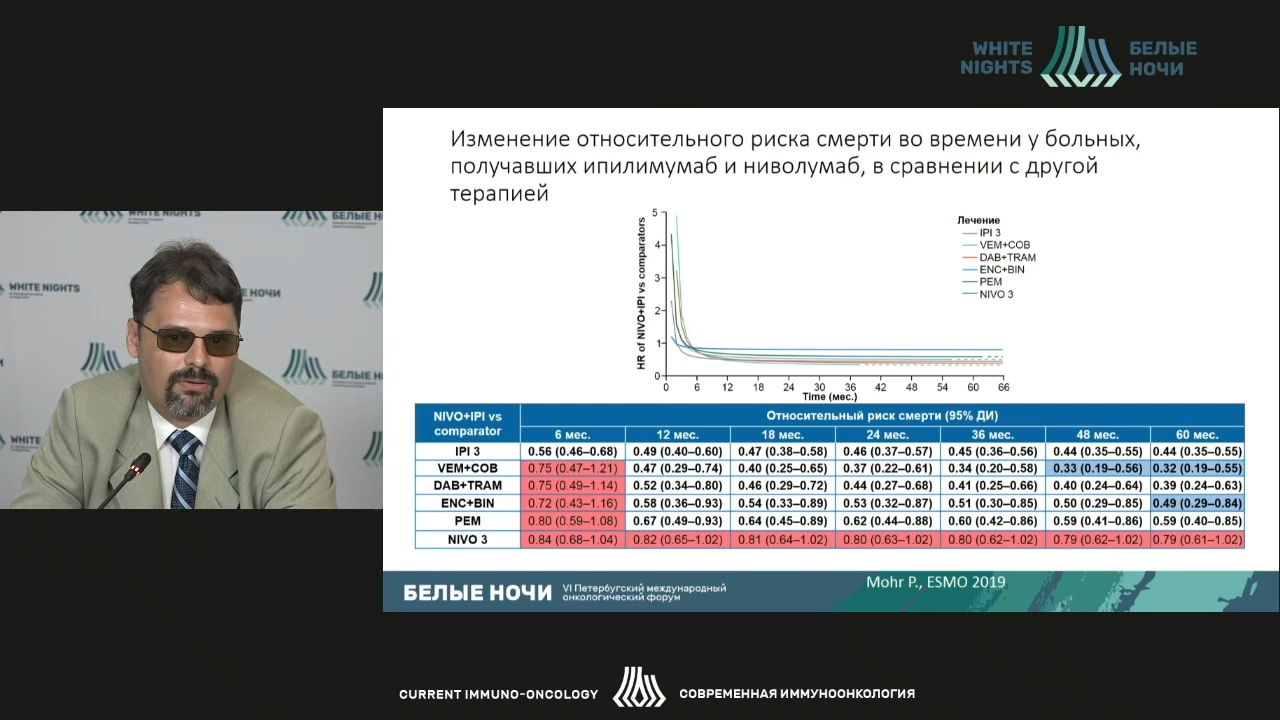 WHITE
NIGHTS
БЕЛЫЕ
НОЧИ
Изменение относительного риска смерти во времени у больных,
получавших ипилимумаб и ниволумаб, в сравнении с другой
терапией
HR of NIVO+IPI vs comparators
5
4
3
2
1
0
0 6 12 18 24 30 36 42 48 54 60 66
Time (мес.)
Лечение
IPI 3
VEM+COB
DAB+TRAM
ENC+BIN
PEM
NIVO 3
NIVO+IPI vs
comparator
Относительный риск смерти (95% ДИ)
6 мес. 12 мес. 18 мес. 24 мес. 36 мес. 48 мес. 60 мес.
IPI 3 0.56 (0.46–0.68) 0.49 (0.40–0.60) 0.47 (0.38–0.58) 0.46 (0.37–0.57) 0.45 (0.36–0.56) 0.44 (0.35–0.55) 0.44 (0.35–0.55)
VEM+COB 0.75 (0.47–1.21) 0.47 (0.29–0.74) 0.40 (0.25–0.65) 0.37 (0.22–0.61) 0.34 (0.20–0.58) 0.33 (0.19–0.56) 0.32 (0.19–0.55)
DAB+TRAM 0.75 (0.49–1.14) 0.52 (0.34–0.80) 0.46 (0.29–0.72) 0.44 (0.27–0.68) 0.41 (0.25–0.66) 0.40 (0.24–0.64) 0.39 (0.24–0.63)
ENC+BIN 0.72 (0.43–1.16) 0.58 (0.36–0.93) 0.54 (0.33–0.89) 0.53 (0.32–0.87) 0.51 (0.30–0.85) 0.50 (0.29–0.85) 0.49 (0.29–0.84)
PEM 0.80 (0.59–1.08) 0.67 (0.49–0.93) 0.64 (0.45–0.89) 0.62 (0.44–0.88) 0.60 (0.42–0.86) 0.59 (0.41–0.86) 0.59 (0.40–0.85)
NIVO 3 0.84 (0.68–1.04) 0.82 (0.65–1.02) 0.81 (0.64–1.02) 0.80 (0.63–1.02) 0.80 (0.62–1.02) 0.79 (0.62–1.02) 0.79 (0.61–1.02)
БЕЛЫЕ НОЧИ
VI Петербургский международный
онкологический форум
Mohr P., ESMO 2019
WHITE NIGHTS
БЕЛЫЕ НОЧИ
CURRENT IMMUNO-ONCOLOGY
СОВРЕМЕННАЯ ИММУНООНКОЛОГИЯ